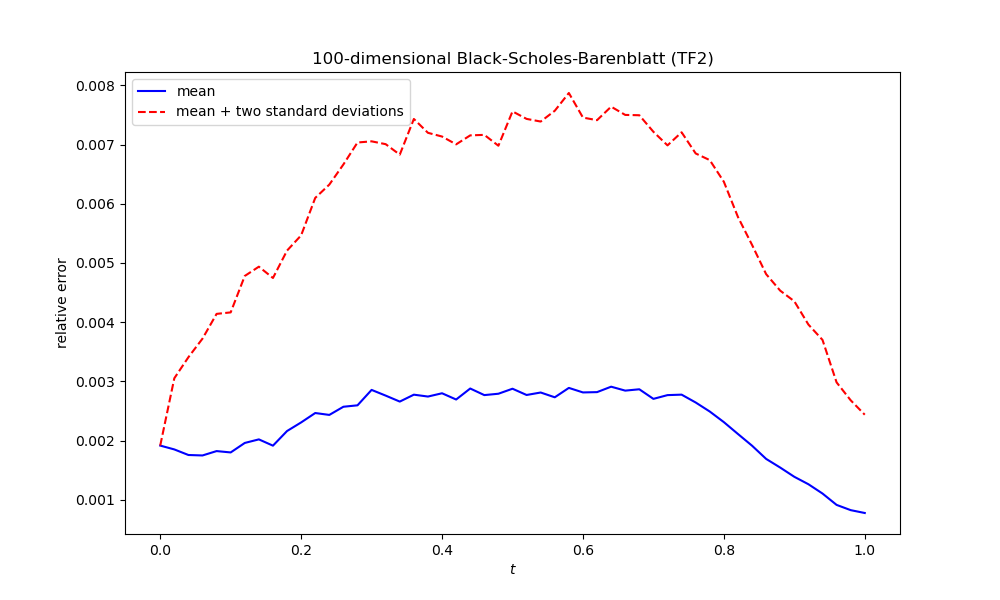 100-dimensional Black-Scholes-Barenblatt (TF2)
mean
mean + two standard deviations
0.008
0.007
0.006
0.005
0.004
0.003
0.002
0.001
relative error
0.0 0.2 0.4 0.6 0.8 1.0
t